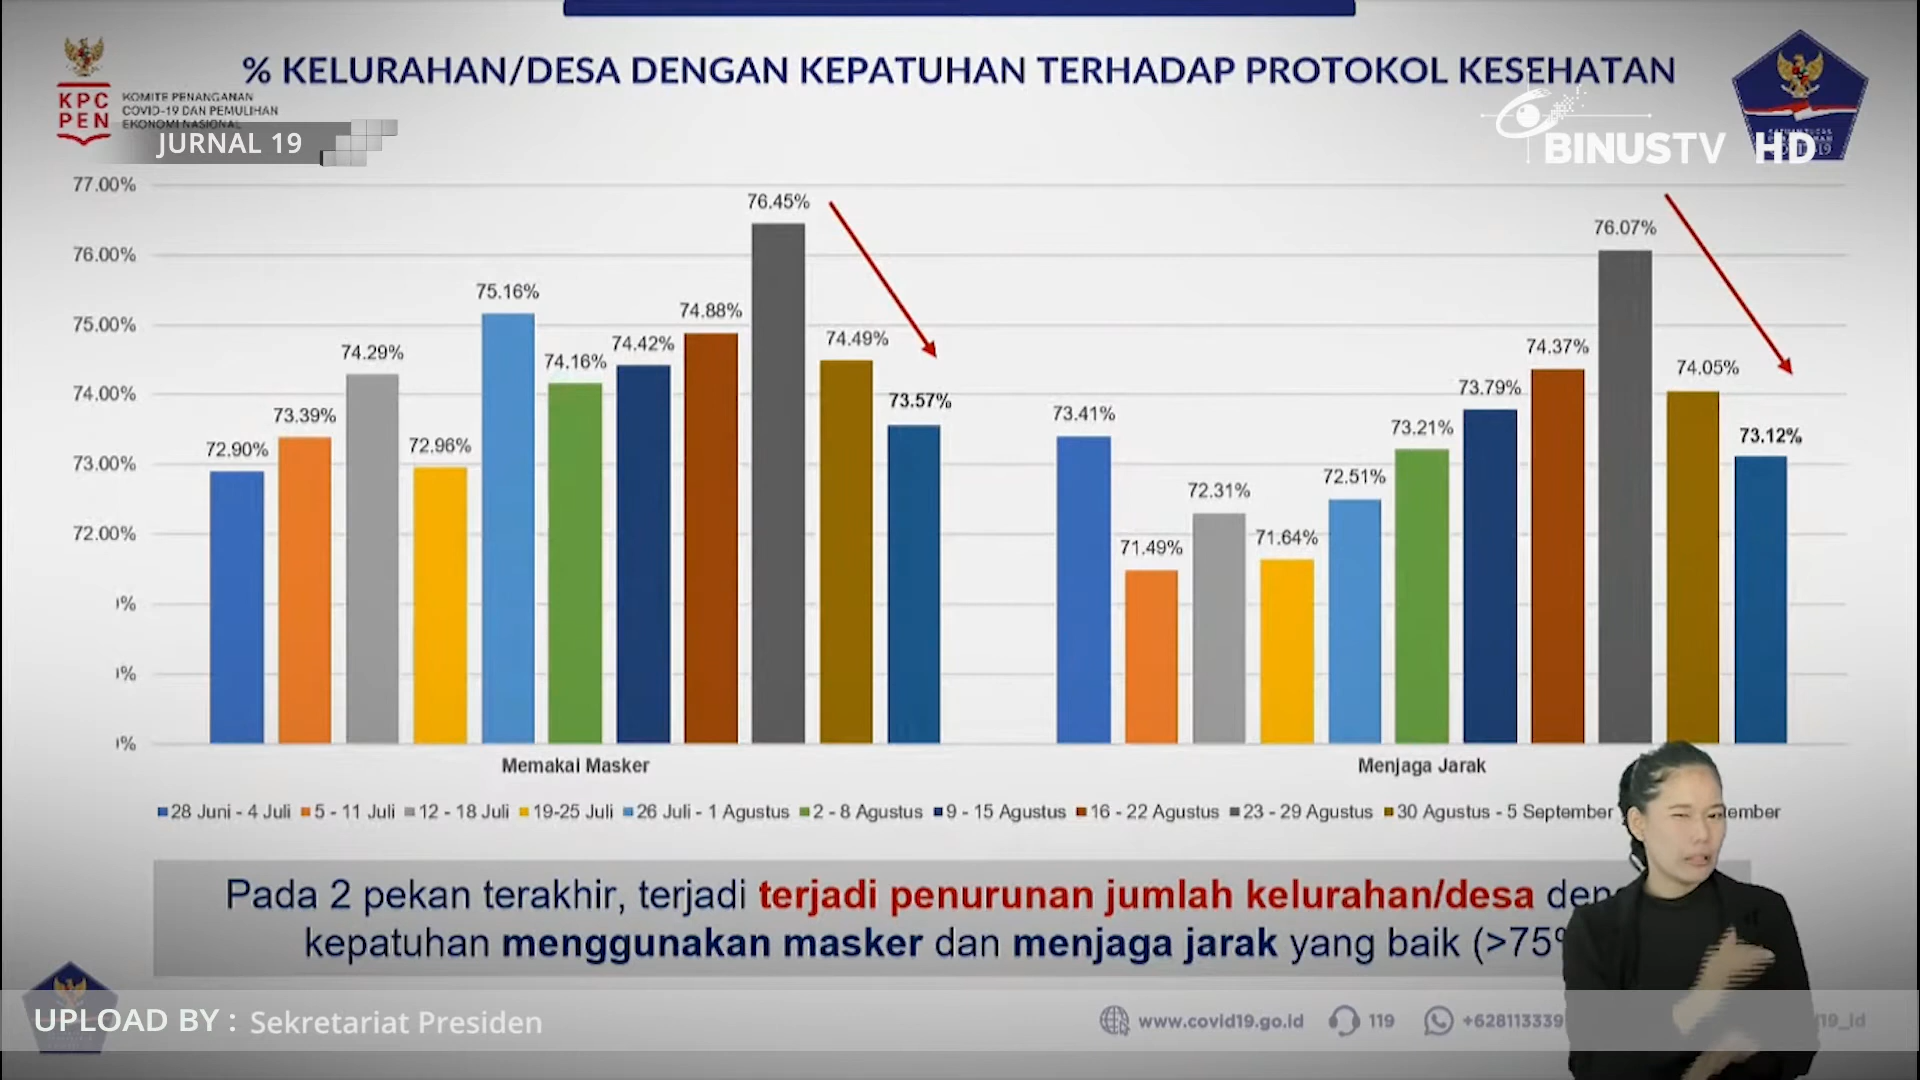 % KELURAHAN/DESA DENGAN KEPATUHAN TERHADAP PROTOKOL KESEHATAN
KPC
PEN
KOMITE PENANGANAN
COVID-19 DAN PEMULIHAN
EKONOMI NASIONAL
JURNAL 19
BINUSTV HD
77.00%
76.00%
75.00%
74.00%
73.00%
72.00%
72.90%
73.39%
74.29%
72.96%
75.16%
74.16%
74.42%
74.88%
76.45%
74.49%
73.57%
73.41%
71.49%
72.31%
71.64%
72.51%
73.21%
73.79%
74.37%
76.07%
74.05%
73.12%
Memakai Masker
Menjaga Jarak
28 Juni - 4 Juli 5 - 11 Juli 12 - 18 Juli 19-25 Juli 26 Juli - 1 Agustus 2 - 8 Agustus 9 - 15 Agustus 16 - 22 Agustus 23 - 29 Agustus 30 Agustus - 5 September
Pada 2 pekan terakhir, terjadi terjadi penurunan jumlah kelurahan/desa
kepatuhan menggunakan masker dan menjaga jarak yang baik (>75%
UPLOAD BY : Sekretariat Presiden
www.covid19.go.id 119 +628113339